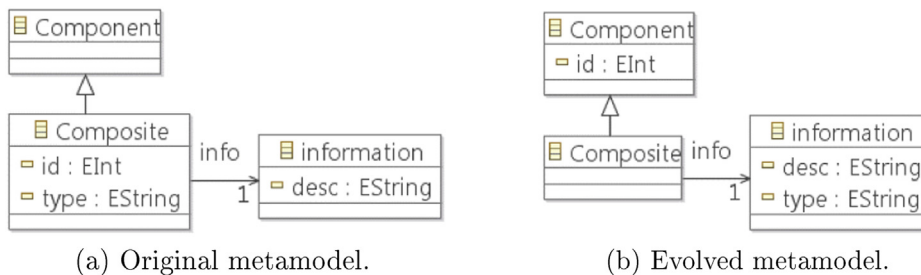 Component
Composite
id : EInt
type : EString
info
1
information
desc : EString
(a) Original metamodel.
Component
id : EInt
Composite
info
1
information
desc : EString
type : EString
(b) Evolved metamodel.